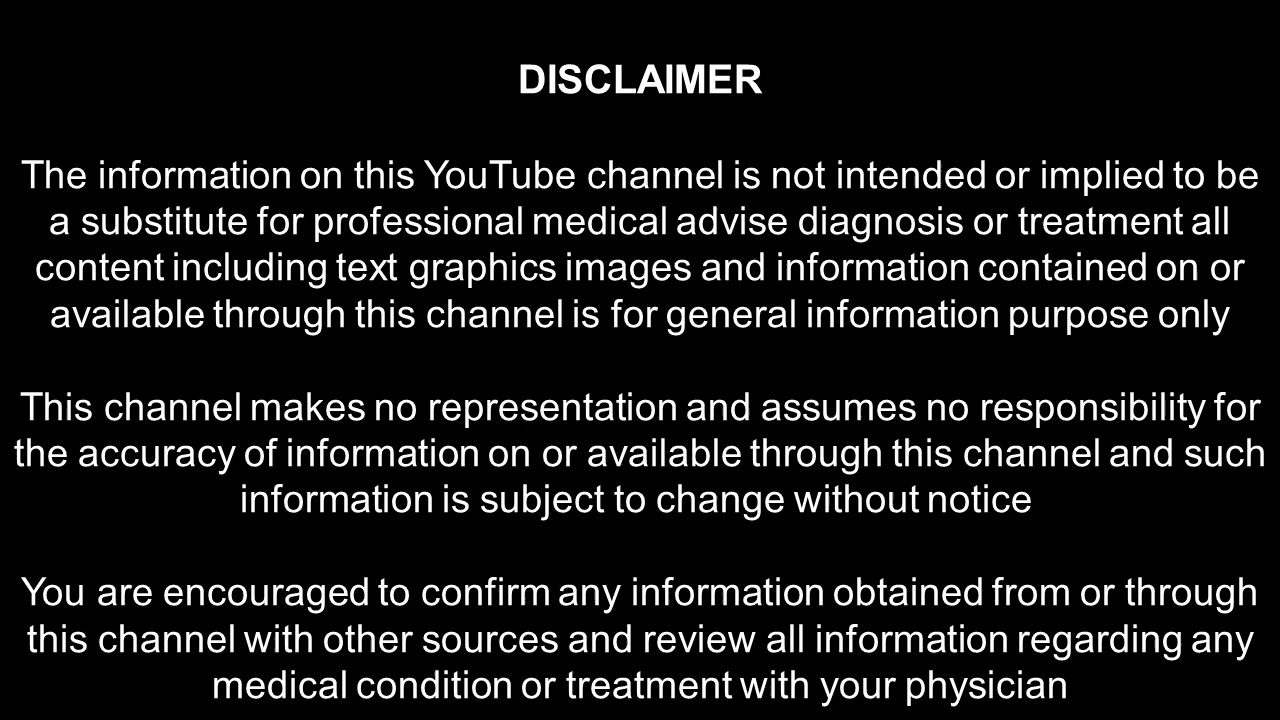 DISCLAIMER
The information on this YouTube channel is not intended or implied to be
a substitute for professional medical advise diagnosis or treatment all
content including text graphics images and information contained on or
available through this channel is for general information purpose only
This channel makes no representation and assumes no responsibility for
the accuracy of information on or available through this channel and such
information is subject to change without notice
You are encouraged to confirm any information obtained from or through
this channel with other sources and review all information regarding any
medical condition or treatment with your physician